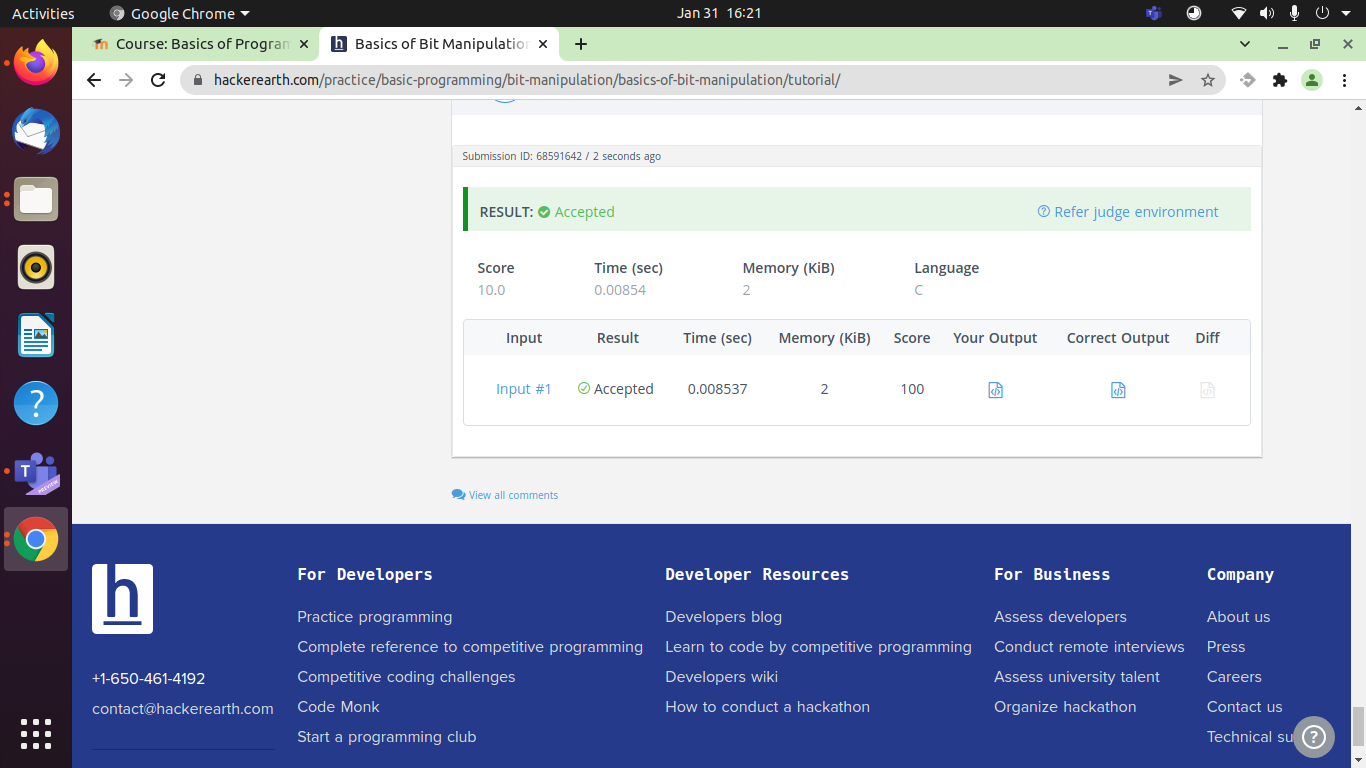 Activities Google Chrome Jan 31 16:21
Course: Basics of Program Basics of Bit Manipulation
hackerearth.com/practice/basic-programming/bit-manipulation/basics-of-bit-manipulation/tutorial/
Submission ID: 68591642 / 2 seconds ago
RESULT: Accepted Refer judge environment
Score Time (sec) Memory (KiB) Language
10.0 0.00854 2 C
Input Result Time (sec) Memory (KiB) Score Your Output Correct Output Diff
Input #1 Accepted 0.008537 2 100
View all comments
h
+1-650-461-4192
contact@hackerearth.com
For Developers
Practice programming
Complete reference to competitive programming
Competitive coding challenges
Code Monk
Start a programming club
Developer Resources
Developers blog
Learn to code by competitive programming
Developers wiki
How to conduct a hackathon
For Business
Assess developers
Conduct remote interviews
Assess university talent
Organize hackathon
Company
About us
Press
Careers
Contact us
Technical su
?
T
PREVIEW